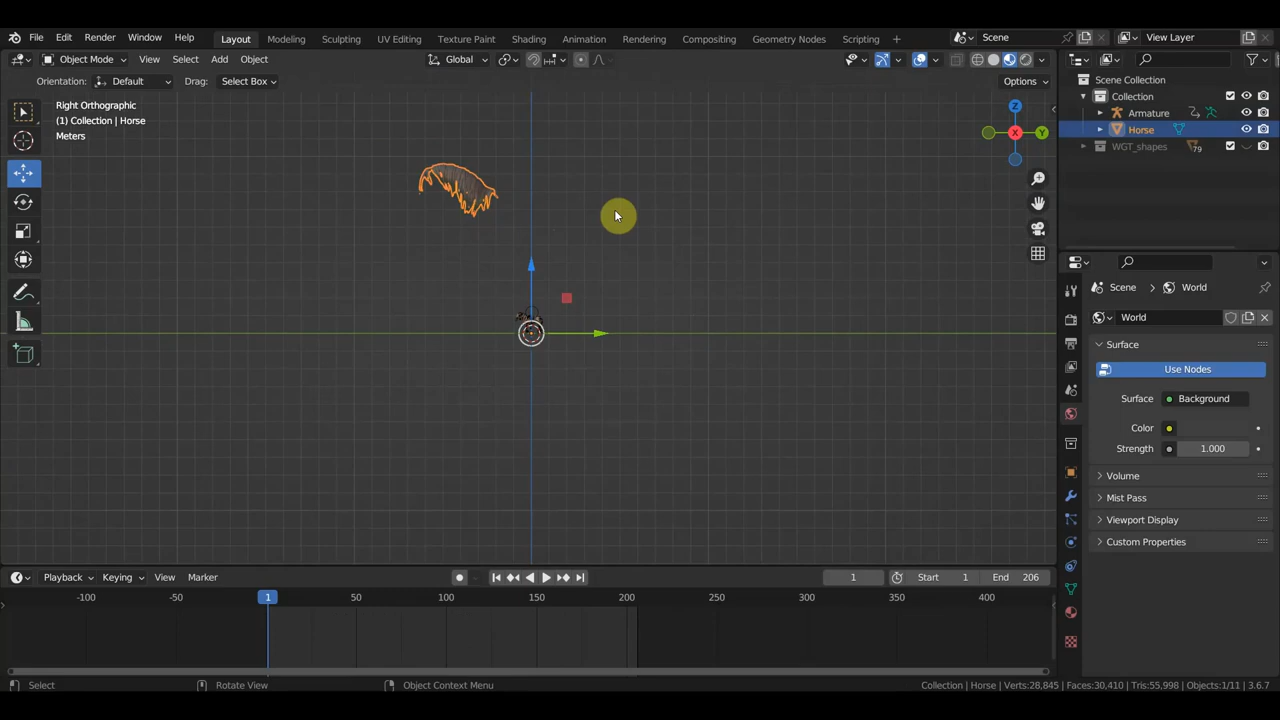 File Edit Render Window Help Layout Modeling Sculpting UV Editing Texture Paint Shading Animation Rendering Compositing Geometry Nodes Scripting + Scene View Layer
Object Mode View Select Add Object Global Options
Orientation: Default Drag: Select Box
Right Orthographic
(1) Collection | Horse
Meters
Z
Y
X
Scene Collection
Collection
Armature
Horse
WGT_shapes 79
Scene World
World
Surface
Use Nodes
Surface Background
Color
Strength 1.000
Volume
Mist Pass
Viewport Display
Custom Properties
Playback Keying View Marker 1 Start 1 End 206
-100 -50 1 50 100 150 200 250 300 350 400
Select Rotate View Object Context Menu Collection | Horse | Verts:28,845 | Faces:30,410 | Tris:55,998 | Objects:1/11 | 3.6.7